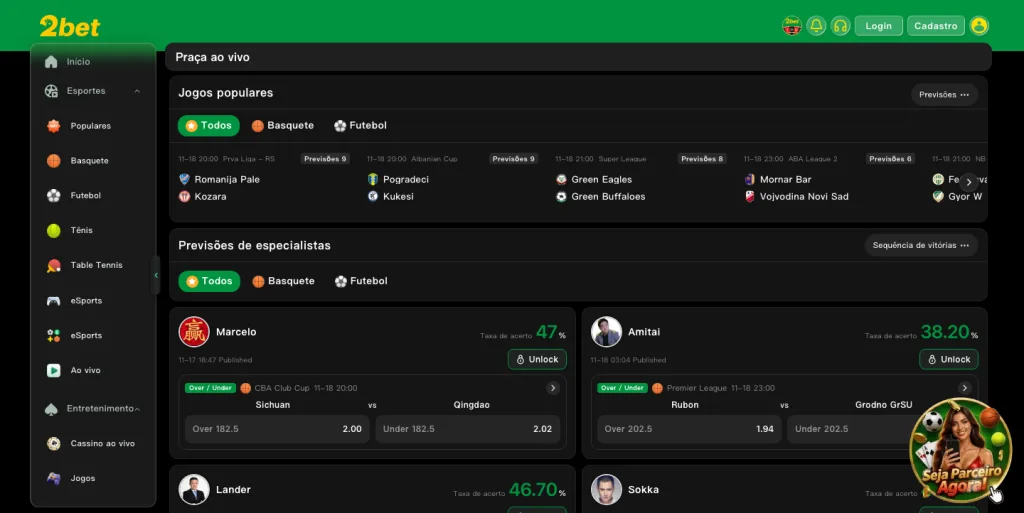 2bet
2bet
Login
Cadastro
Início
Esportes
Populares
Basquete
Futebol
Tênis
Table Tennis
eSports
eSports
Ao vivo
Entretenimento
Cassino ao vivo
Jogos
Praça ao vivo
Jogos populares
Previsões •••
Todos
Basquete
Futebol
11-18 20:00 Prva Liga - RS
Previsões 9
Romanija Pale
Kozara
11-18 20:00 Albanian Cup
Previsões 9
Pogradeci
Kukesi
11-18 21:00 Super League
Previsões 8
Green Eagles
Green Buffaloes
11-18 23:00 ABA League 2
Previsões 6
Mornar Bar
Vojvodina Novi Sad
11-18 21:00 NB
Gyor W
Previsões de especialistas
Sequência de vitórias •••
Todos
Basquete
Futebol
赢
Marcelo
Taxa de acerto 47 %
11-17 16:47 Published
Unlock
Over / Under
CBA Club Cup 11-18 20:00
Sichuan vs Qingdao
Over 182.5 2.00
Under 182.5 2.02
Amitai
Taxa de acerto 38.20 %
11-18 03:04 Published
Unlock
Over / Under
Premier League 11-18 23:00
Rubon vs Grodno GrSU
Over 202.5 1.94
Under 202.5
Lander
Taxa de acerto 46.70 %
Sokka
Taxa de acerto
Seja Parceiro
Agora!